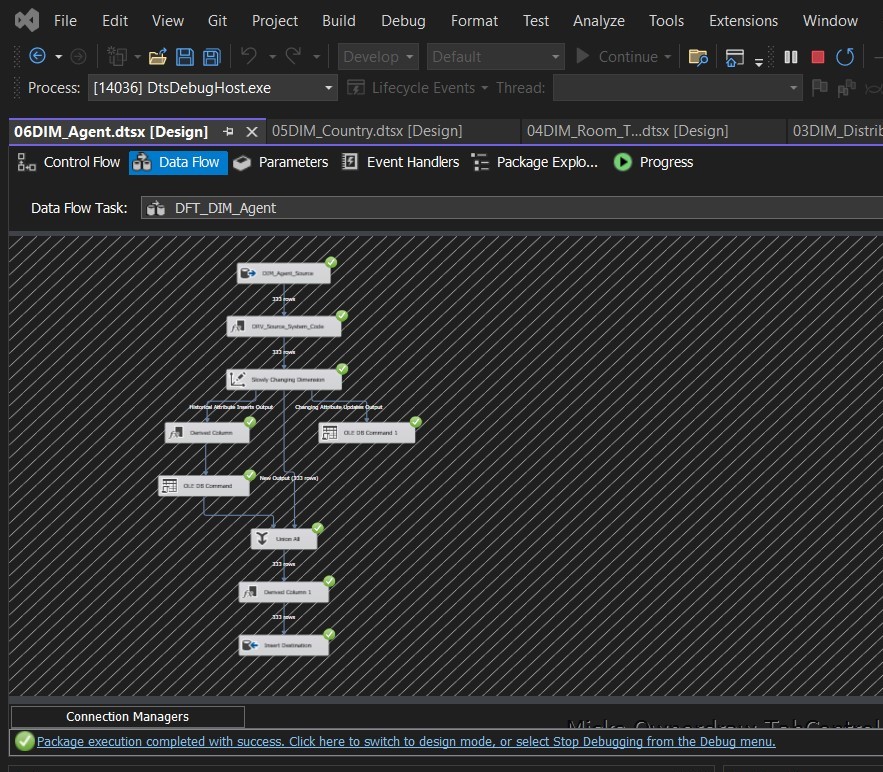 File Edit View Git Project Build Debug Format Test Analyze Tools Extensions Window
Develop Default Continue
Process: [14036] DtsDebugHost.exe Lifecycle Events Thread:
06DIM_Agent.dtsx [Design] 05DIM_Country.dtsx [Design] 04DIM_Room_T...dtsx [Design] 03DIM_Distrib
Control Flow Data Flow Parameters Event Handlers Package Explo... Progress
Data Flow Task: DFT_DIM_Agent
DIM_Agent_Source
333 rows
DRV_Source_System_Code
333 rows
Slowly Changing Dimension
Historical Attribute Inserts Output Changing Attribute Updates Output
Derived Column OLE DB Command 1
New Output (333 rows)
OLE DB Command
Union All
333 rows
Derived Column 1
333 rows
Insert Destination
Connection Managers
Package execution completed with success. Click here to switch to design mode, or select Stop Debugging from the Debug menu.